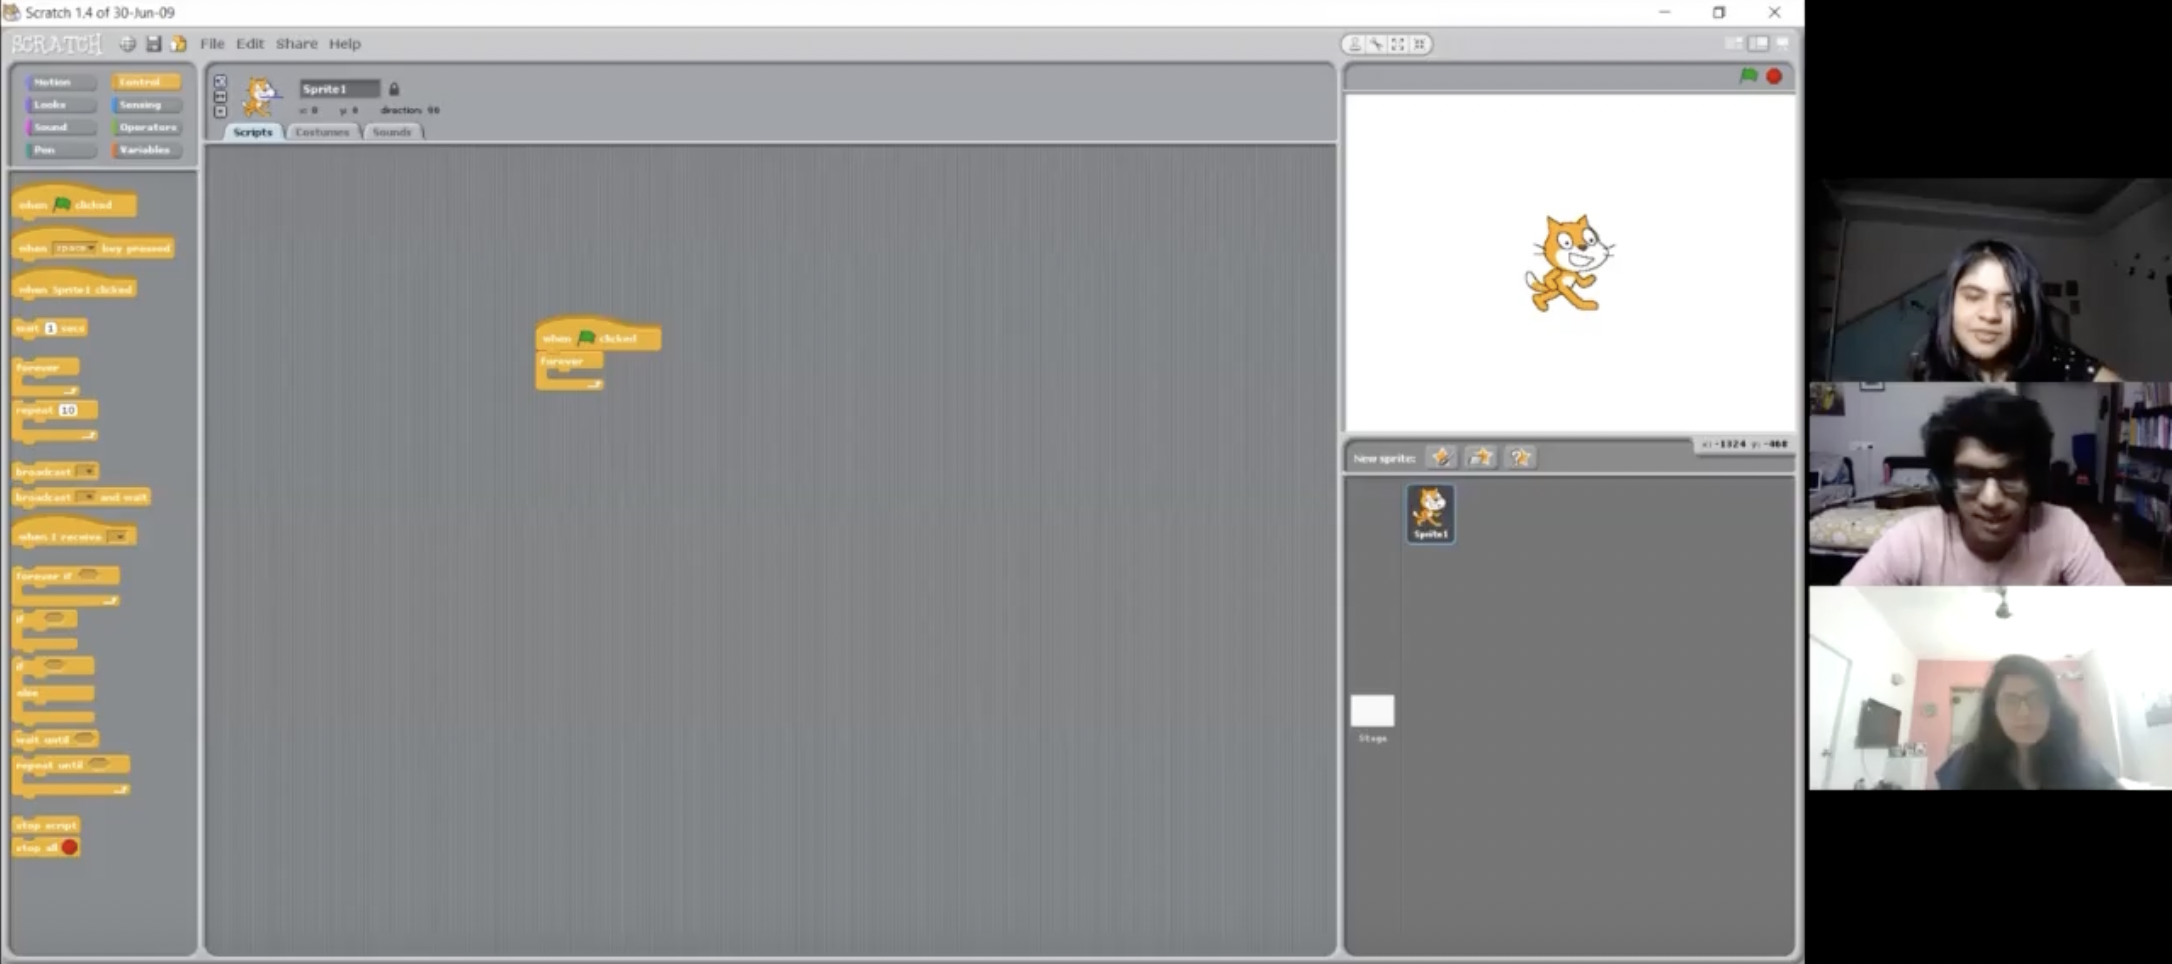 Scratch 1.4 of 30-Jun-09
SCRATCH File Edit Share Help
Motion Control
Looks Sensing
Sound Operators
Pen Variables
Sprite1
x: 0 y: 0 direction: 90
Scripts Costumes Sounds
when clicked
when space key pressed
when Sprite1 clicked
wait 1 secs
forever
repeat 10
broadcast
broadcast and wait
when I receive
forever if
if
if
else
wait until
repeat until
stop script
stop all
when clicked
forever
x: -1324 y: -468
New sprite:
Sprite1
Stage